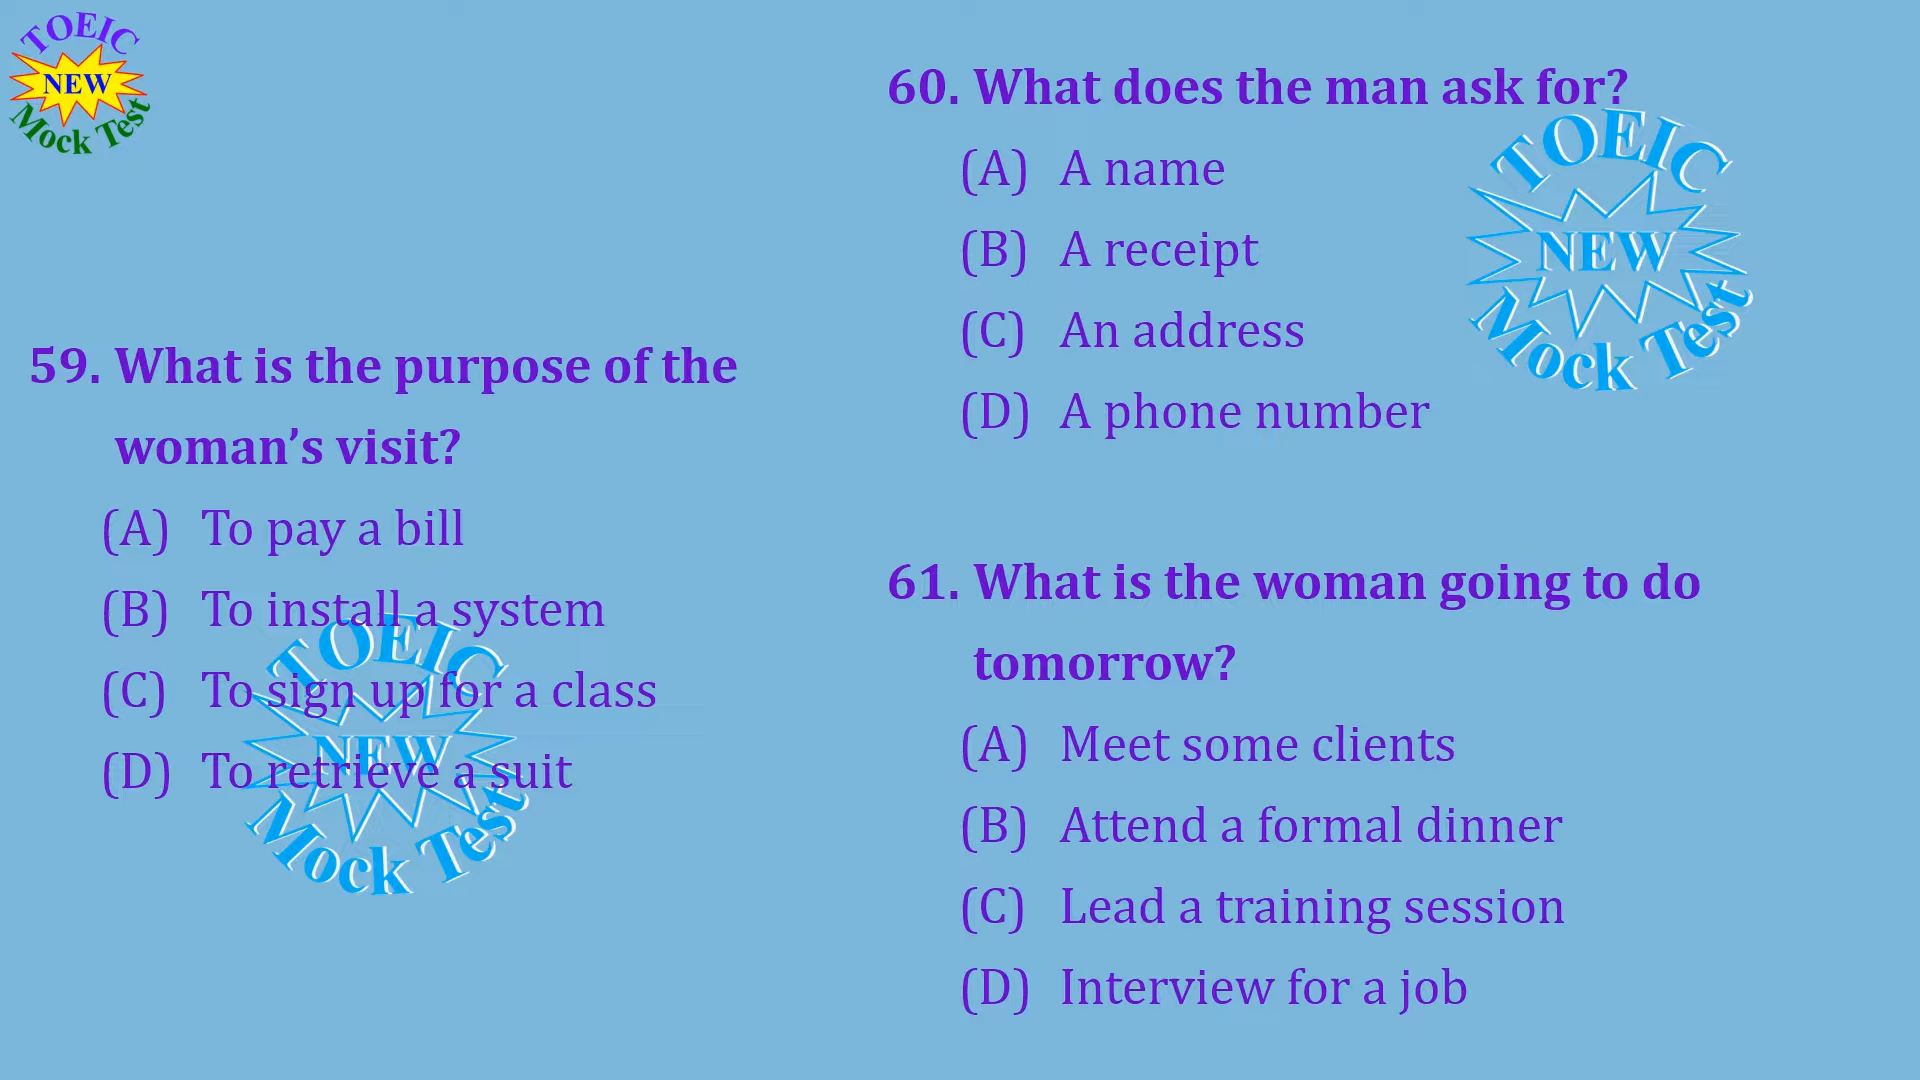 TOEIC
NEW
Mock Test
59. What is the purpose of the
woman’s visit?
(A) To pay a bill
(B) To install a system
(C) To sign up for a class
(D) To retrieve a suit
TOEIC
NEW
Mock Test
60. What does the man ask for?
(A) A name
(B) A receipt
(C) An address
(D) A phone number
TOEIC
NEW
Mock Test
61. What is the woman going to do
tomorrow?
(A) Meet some clients
(B) Attend a formal dinner
(C) Lead a training session
(D) Interview for a job